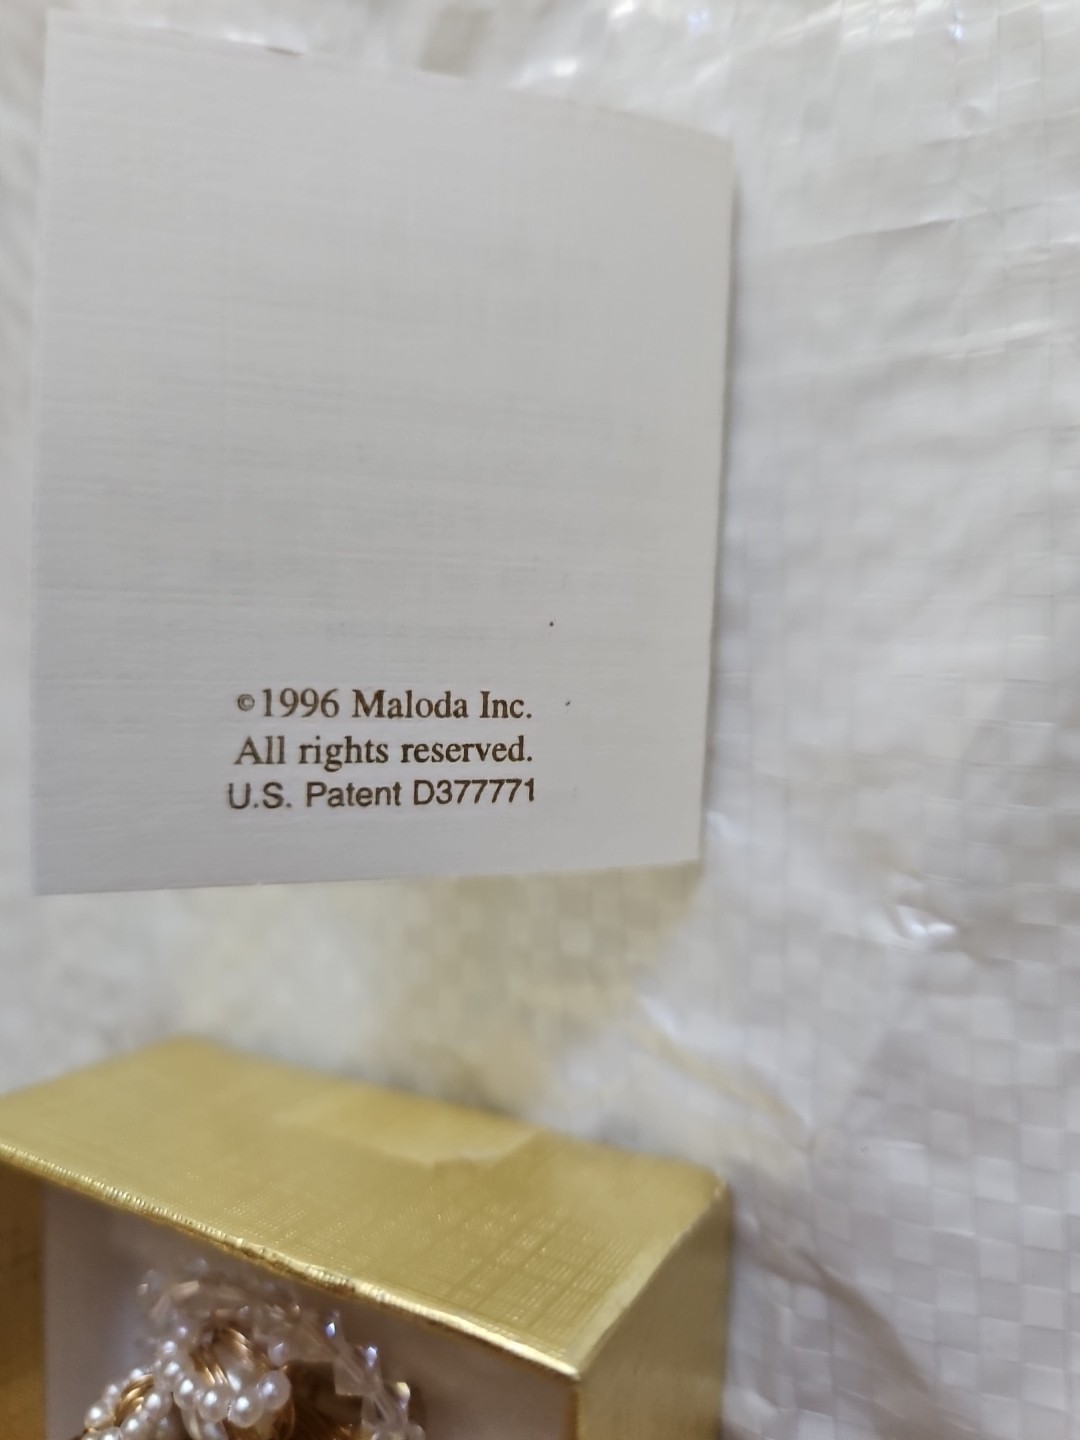 ©1996 Maloda Inc.
All rights reserved.
U.S. Patent D377771